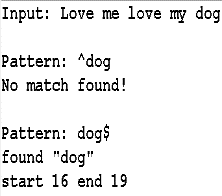 Input: Love me love my dog
Pattern: ^dog
No match found!
Pattern: dog$
found "dog"
start 16 end 19